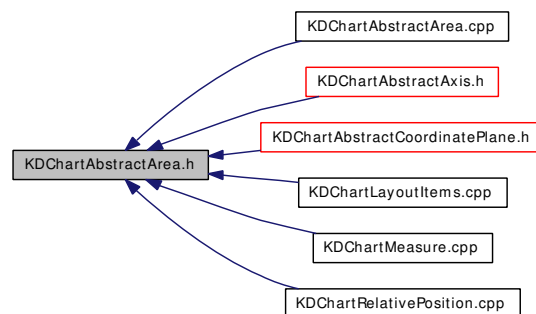 KDChartAbstractArea.cpp
KDChartAbstractAxis.h
KDChartAbstractCoordinatePlane.h
KDChartAbstractArea.h
KDChartLayoutItems.cpp
KDChartMeasure.cpp
KDChartRelativePosition.cpp